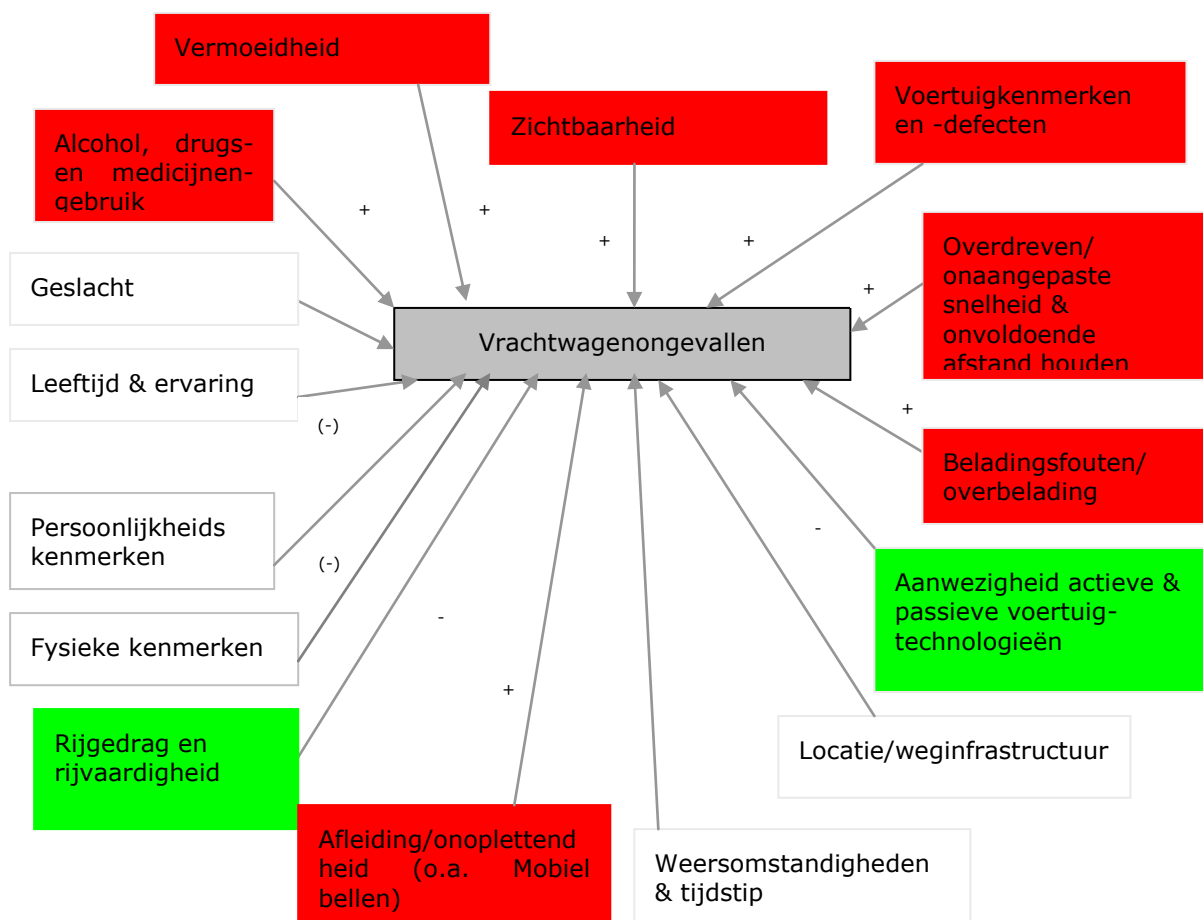 Vermoeidheid
Zichtbaarheid
Voertuigkenmerken
en -defecten
Alcohol, drugs-
en medicijnen-
gebruik
+
+
+
+
+
Overdreven/
onaangepaste
snelheid &
onvoldoende
afstand houden
Geslacht
Vrachtwagenongevallen
Leeftijd & ervaring
(-)
+
Beladingsfouten/
overbelading
Persoonlijkheids
kenmerken
(-)
-
Aanwezigheid actieve &
passieve voertuig-
technologieën
Fysieke kenmerken
-
+
Rijgedrag en
rijvaardigheid
Locatie/weginfrastructuur
Afleiding/onoplettend
heid (o.a. Mobiel
bellen)
Weersomstandigheden
& tijdstip